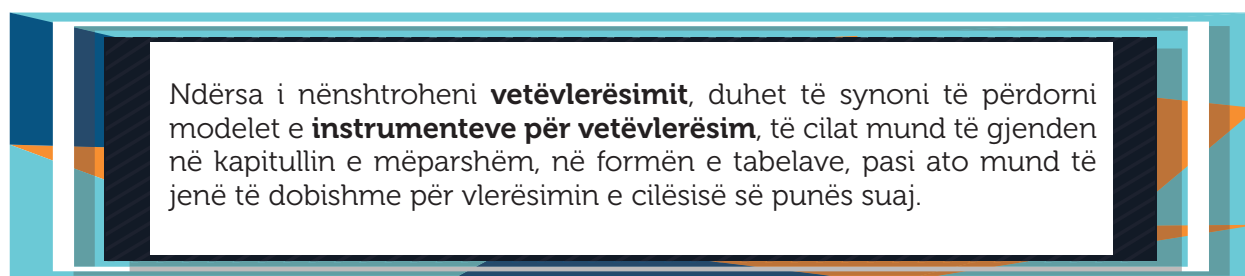 Ndërsa i nënshtroheni vetëvlerësimit, duhet të synoni të përdorni
modelet e instrumenteve për vetëvlerësim, të cilat mund të gjenden
në kapitullin e mëparshëm, në formën e tabelave, pasi ato mund të
jenë të dobishme për vlerësimin e cilësisë së punës suaj.